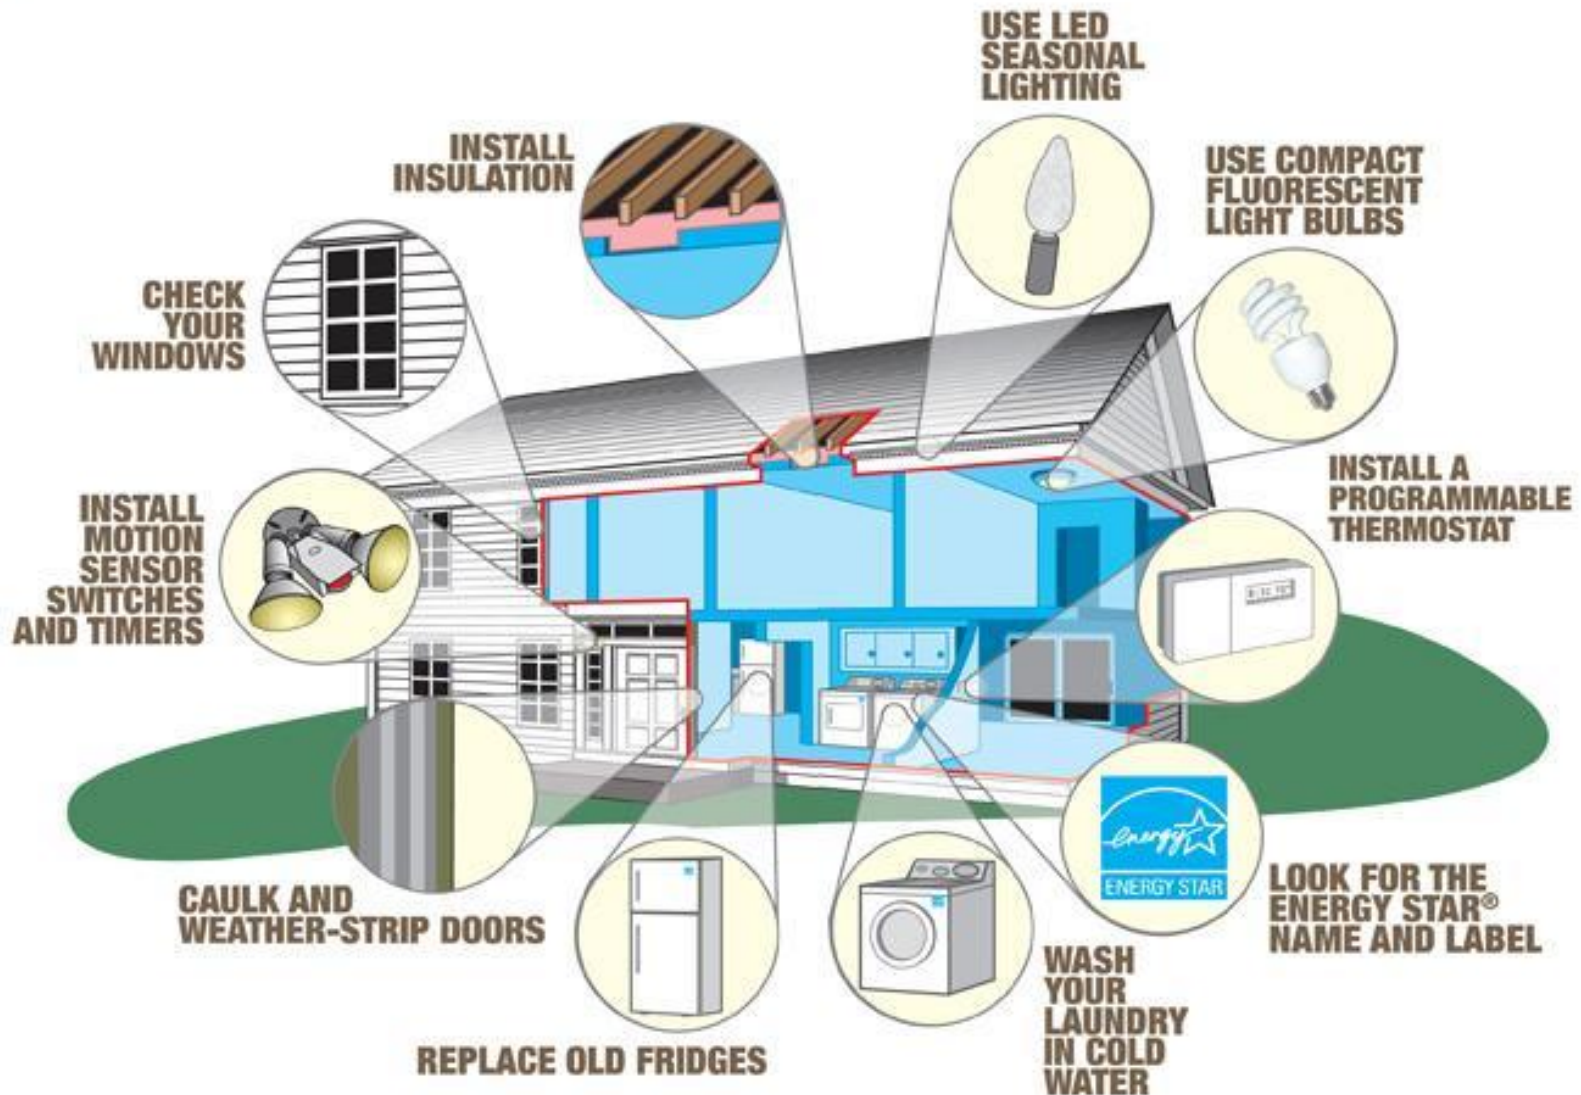 USE LED
SEASONAL
LIGHTING
INSTALL
INSULATION
USE COMPACT
FLUORESCENT
LIGHT BULBS
CHECK
YOUR
WINDOWS
INSTALL A
PROGRAMMABLE
THERMOSTAT
INSTALL
MOTION
SENSOR
SWITCHES
AND TIMERS
energy
ENERGY STAR
LOOK FOR THE
ENERGY STAR®
NAME AND LABEL
CAULK AND
WEATHER-STRIP DOORS
WASH
YOUR
LAUNDRY
IN COLD
WATER
REPLACE OLD FRIDGES